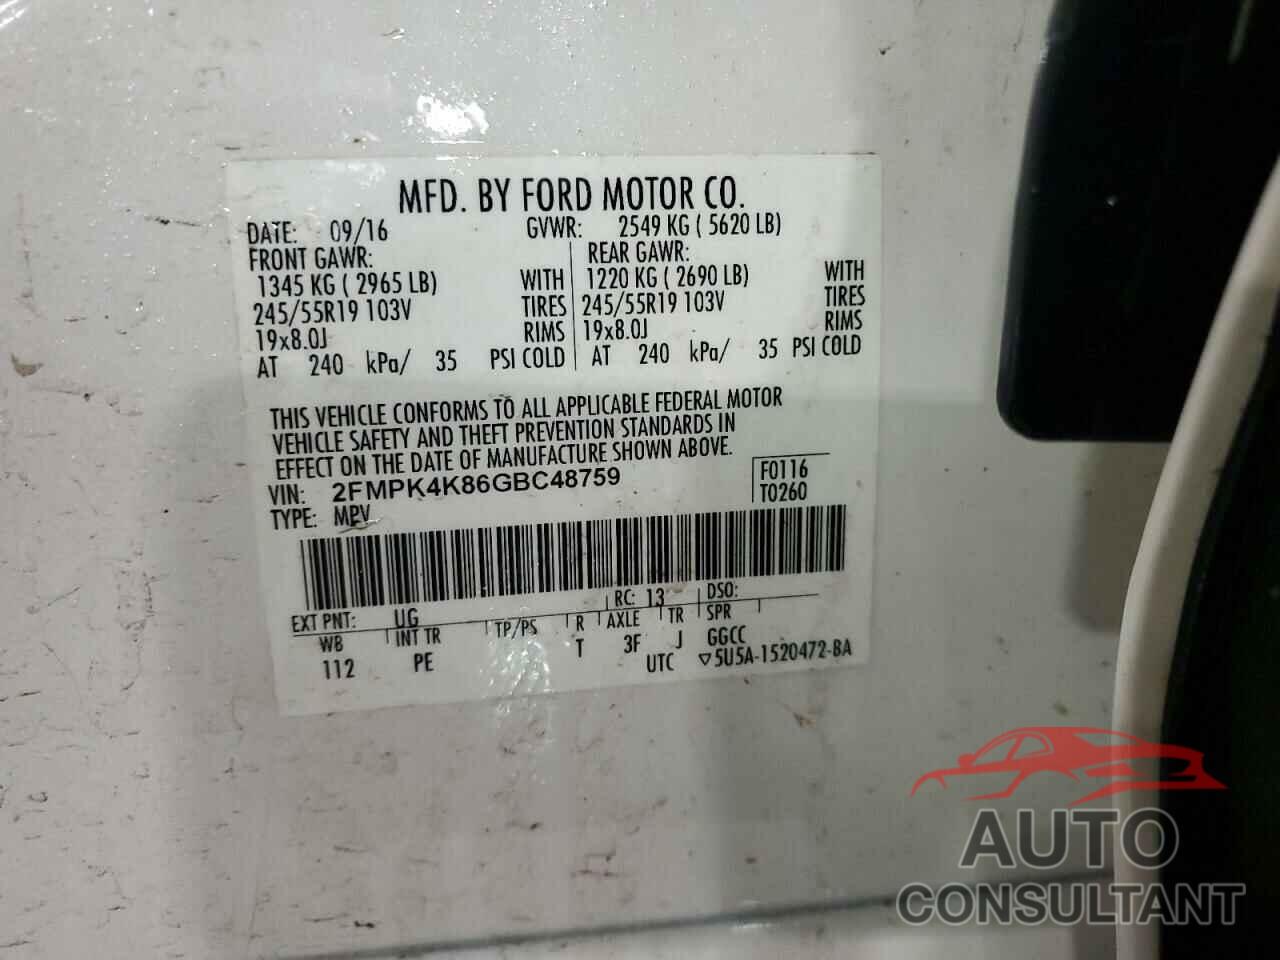 MFD. BY FORD MOTOR CO.
DATE: 09/16 GVWR: 2549 KG ( 5620 LB)
FRONT GAWR: REAR GAWR:
1345 KG ( 2965 LB) WITH 1220 KG ( 2690 LB) WITH
245/55R19 103V TIRES 245/55R19 103V TIRES
19x8.0J RIMS 19x8.0J RIMS
AT 240 kPa/ 35 PSI COLD AT 240 kPa/ 35 PSI COLD
THIS VEHICLE CONFORMS TO ALL APPLICABLE FEDERAL MOTOR
VEHICLE SAFETY AND THEFT PREVENTION STANDARDS IN
EFFECT ON THE DATE OF MANUFACTURE SHOWN ABOVE.
VIN: 2FMPK4K86GBC48759 F0116
TYPE: MPV T0260
EXT PNT: UG RC: 13 DSO:
WB INT TR TP/PS R AXLE TR SPR
112 PE T 3F J GGCC
UTC ▽5U5A-1520472-BA
AUTO
CONSULTANT